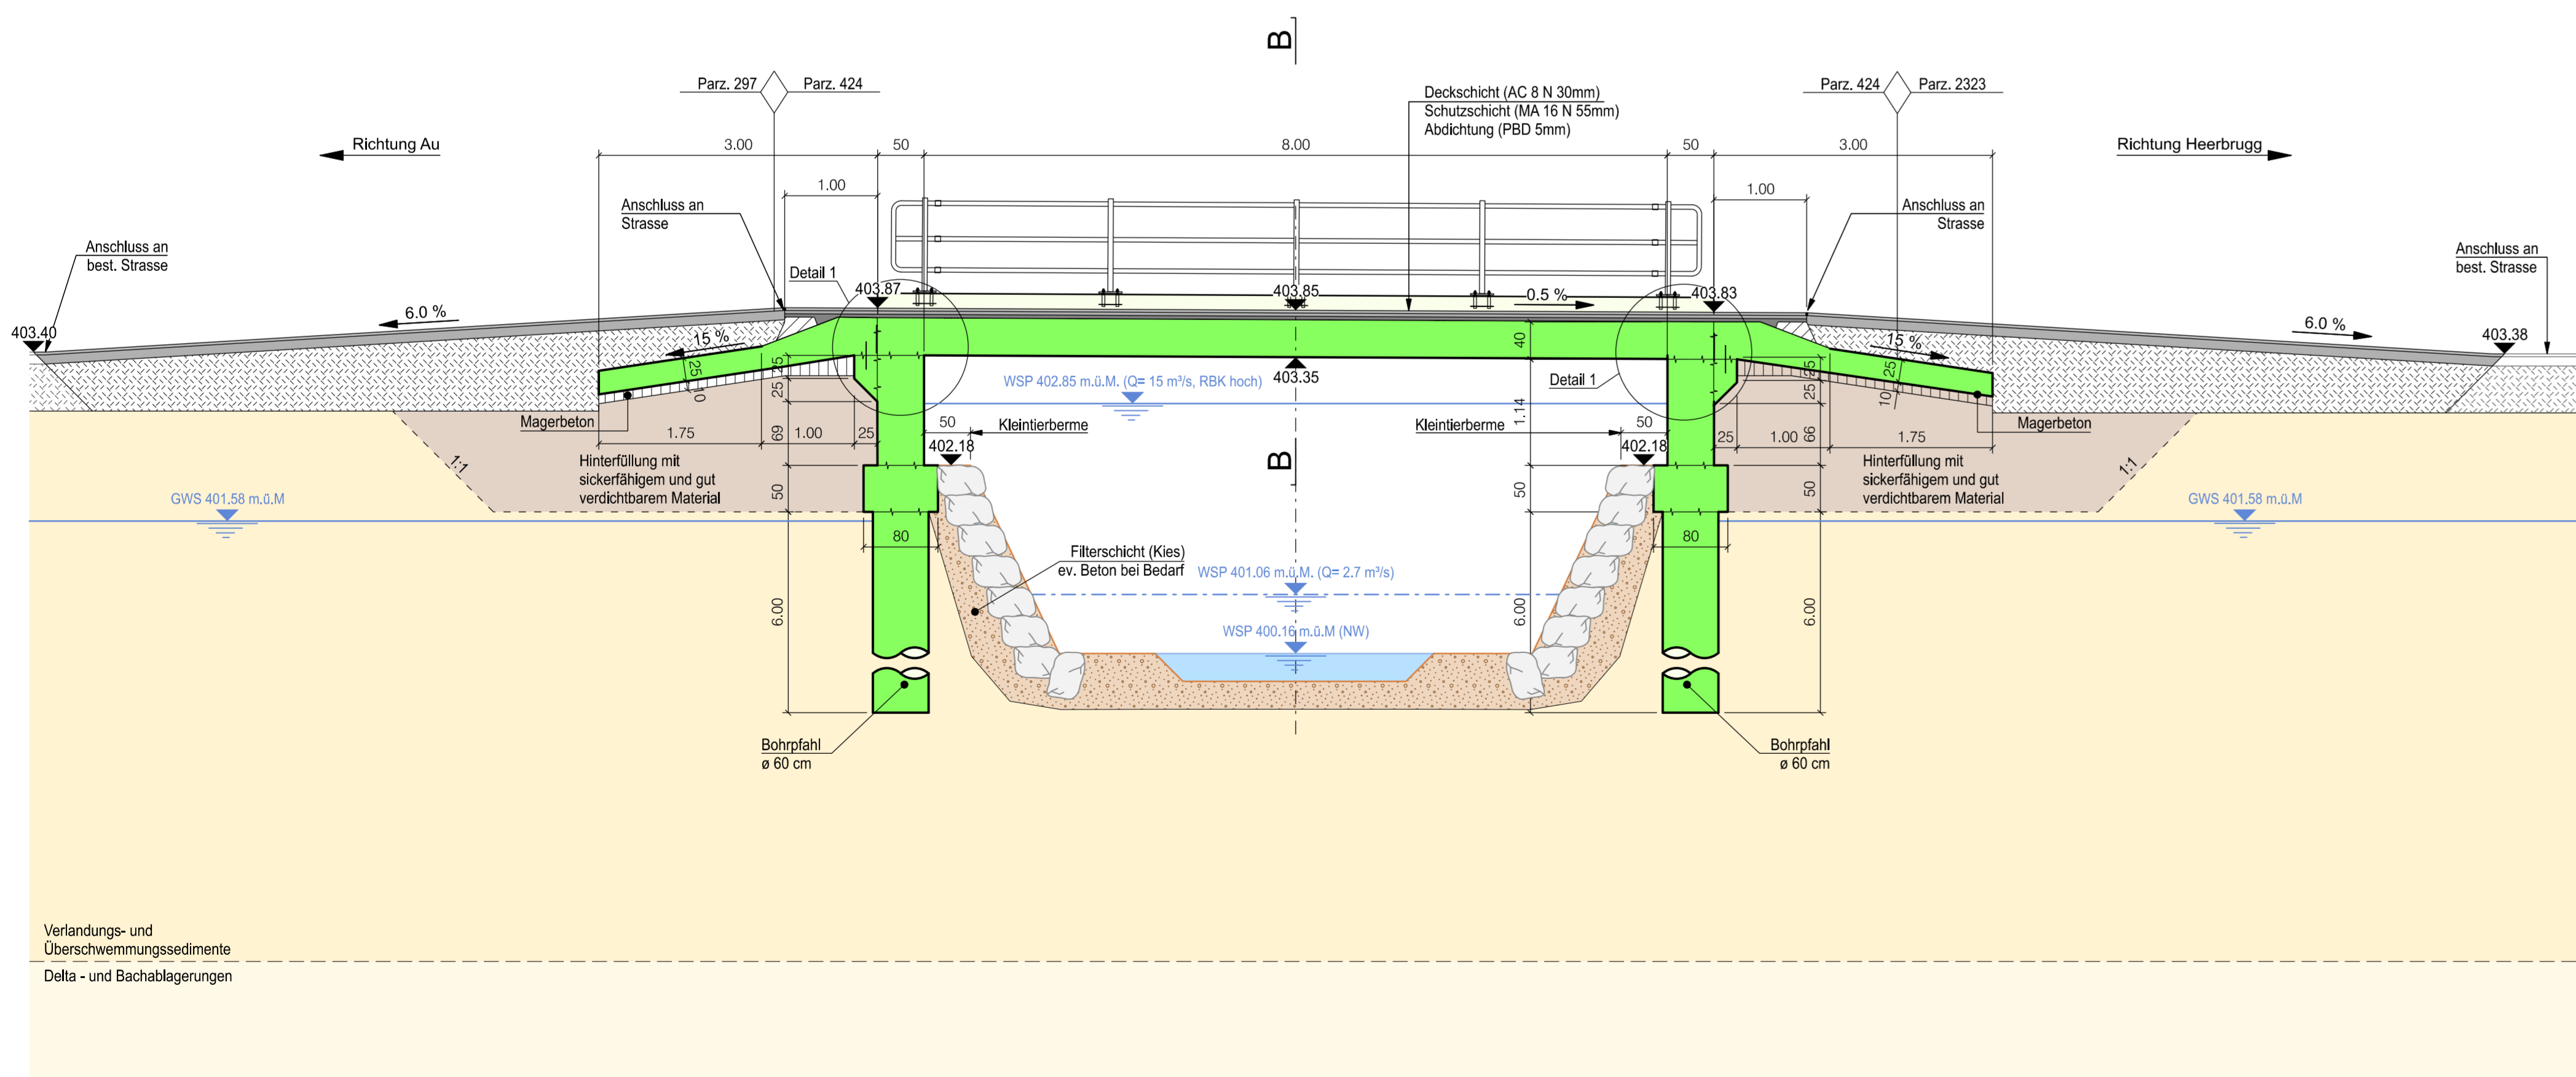 B
Parz. 297
Parz. 424
Parz. 424
Parz. 2323
Deckschicht (AC 8 N 30mm)
Schutzschicht (MA 16 N 55mm)
Abdichtung (PBD 5mm)
Richtung Au
3.00
50
8.00
50
3.00
Richtung Heerbrugg
1.00
1.00
Anschluss an
Strasse
Anschluss an
Strasse
Anschluss an
best. Strasse
Anschluss an
best. Strasse
Detail 1
403.87
403.85
0.5 %
403.83
403.40
6.0 %
6.0 %
403.38
15 %
15 %
40
25
25
10
25
403.35
WSP 402.85 m.ü.M. (Q= 15 m³/s, RBK hoch)
Detail 1
25
25
10
25
1.14
Magerbeton
Magerbeton
1.75
1.00
25
69
50
Kleintierberme
Kleintierberme
50
25
1.00
66
1.75
402.18
402.18
B
1:1
1:1
Hinterfüllung mit
sickerfähigem und gut
verdichtbarem Material
Hinterfüllung mit
sickerfähigem und gut
verdichtbarem Material
GWS 401.58 m.ü.M
50
50
50
GWS 401.58 m.ü.M
80
80
Filterschicht (Kies)
ev. Beton bei Bedarf
WSP 401.06 m.ü.M. (Q= 2.7 m³/s)
6.00
6.00
6.00
WSP 400.16 m.ü.M (NW)
Bohrpfahl
ø 60 cm
Bohrpfahl
ø 60 cm
Verlandungs- und
Überschwemmungssedimente
Delta - und Bachablagerungen